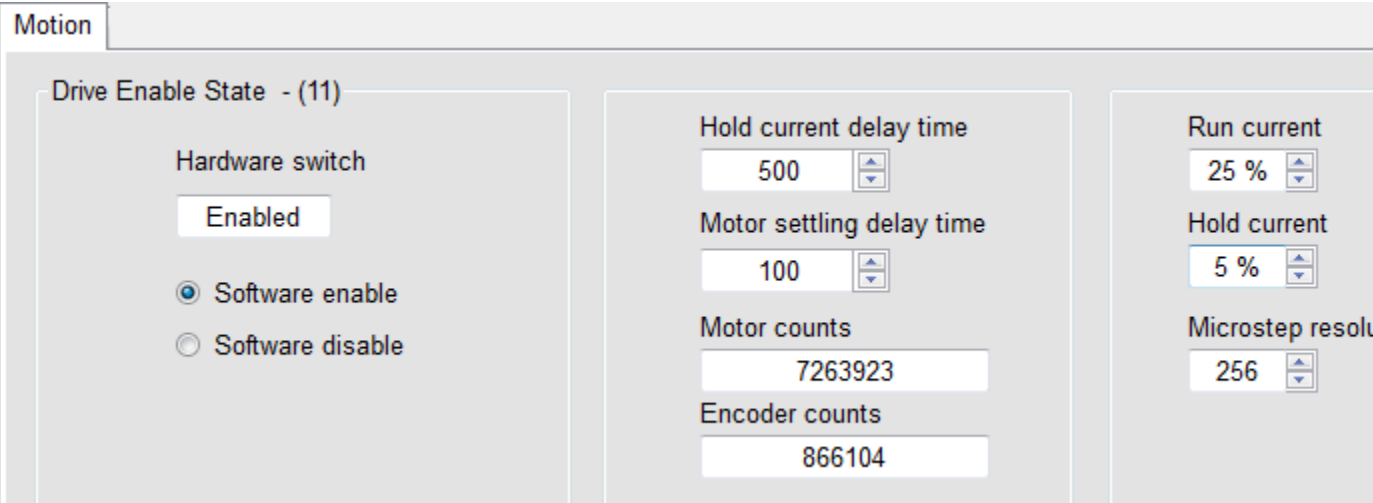 Motion
Drive Enable State - (11)
Hardware switch
Enabled
Software enable
Software disable
Hold current delay time
500
Motor settling delay time
100
Motor counts
7263923
Encoder counts
866104
Run current
25 %
Hold current
5 %
Microstep
256